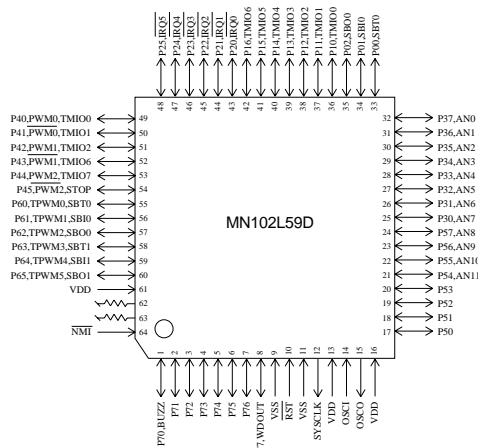 P25,IRQ5
P24,IRQ4
P23,IRQ3
P22,IRQ2
P21,IRQ1
P20,IRQ0
P16,TMIO6
P15,TMIO5
P14,TMIO4
P13,TMIO3
P12,TMIO2
P11,TMIO1
P10,TMIO0
P02,SBO0
P01,SBI0
P00,SBT0
48 47 46 45 44 43 42 41 40 39 38 37 36 35 34 33
P40,PWM0,TMIO0 49
P41,PWM0,TMIO1 50
P42,PWM1,TMIO2 51
P43,PWM1,TMIO6 52
P44,PWM2,TMIO7 53
P45,PWM2,STOP 54
P60,TPWM0,SBT0 55
P61,TPWM1,SBI0 56
P62,TPWM2,SBO0 57
P63,TPWM3,SBT1 58
P64,TPWM4,SBI1 59
P65,TPWM5,SBO1 60
VDD 61
62
63
NMI 64
MN102L59D
32 P37,AN0
31 P36,AN1
30 P35,AN2
29 P34,AN3
28 P33,AN4
27 P32,AN5
26 P31,AN6
25 P30,AN7
24 P57,AN8
23 P56,AN9
22 P55,AN10
21 P54,AN11
20 P53
19 P52
18 P51
17 P50
1 2 3 4 5 6 7 8 9 10 11 12 13 14 15 16
P70,BUZZ
P71
P72
P73
P74
P75
P76
7,WDOUT
VSS
RST
VSS
SYSCLK
VDD
OSCI
OSCO
VDD